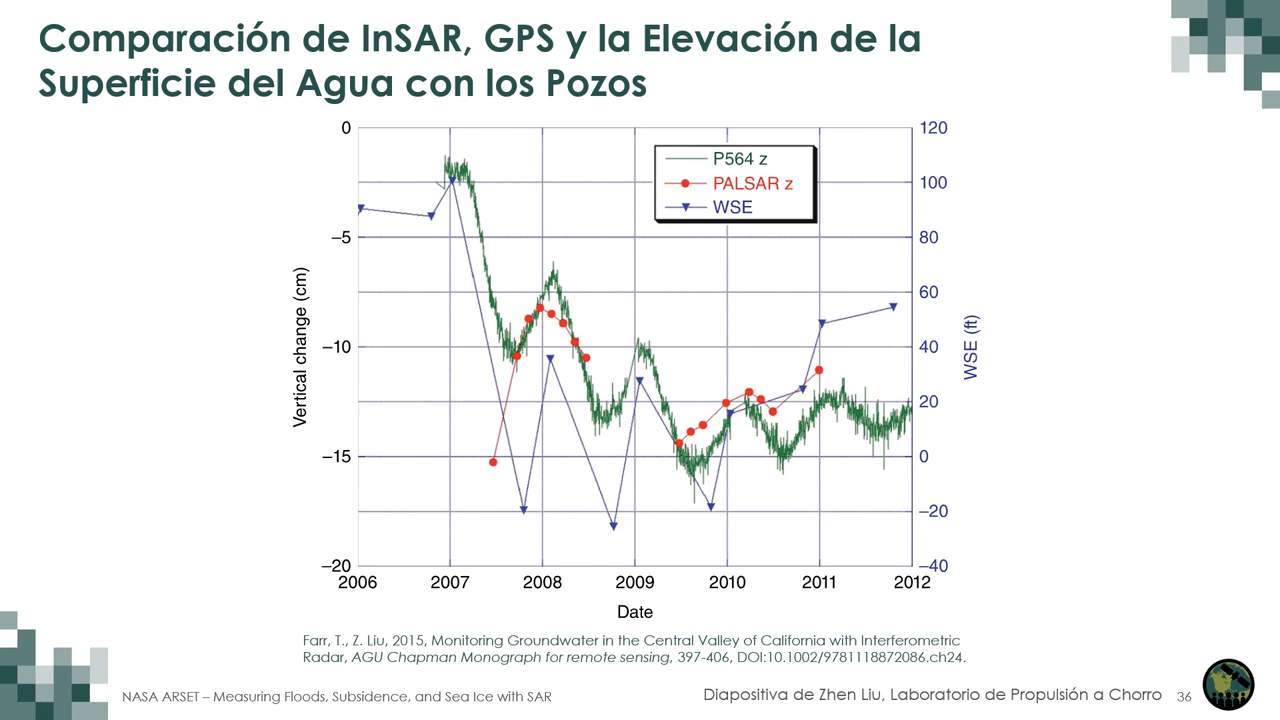 Comparación de InSAR, GPS y la Elevación de la
Superficie del Agua con los Pozos
0
–5
–10
–15
–20
Vertical change (cm)
P564 z
PALSAR z
WSE
120
100
80
60
40
20
0
–20
–40
WSE (ft)
2006 2007 2008 2009 2010 2011 2012
Date
Farr, T., Z. Liu, 2015, Monitoring Groundwater in the Central Valley of California with Interferometric
Radar, AGU Chapman Monograph for remote sensing, 397-406, DOI:10.1002/9781118872086.ch24.
NASA ARSET – Measuring Floods, Subsidence, and Sea Ice with SAR
Diapositiva de Zhen Liu, Laboratorio de Propulsión a Chorro 36